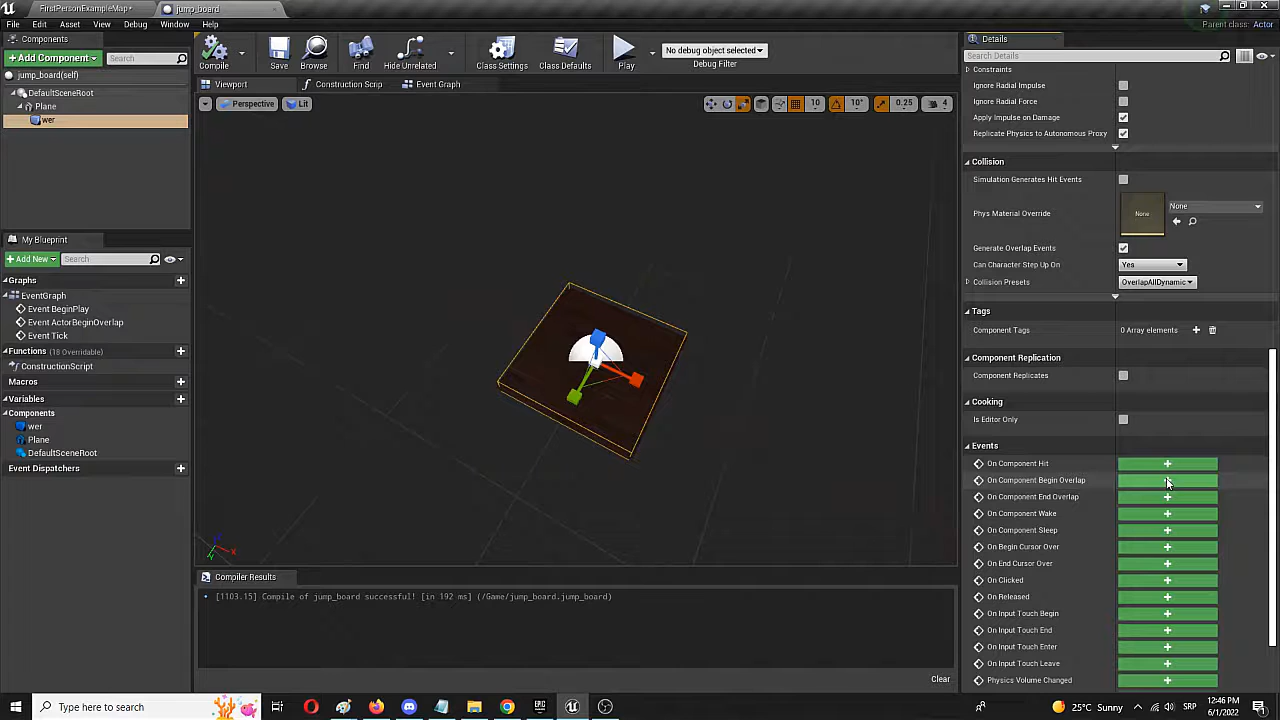 FirstPersonExampleMap*
jump_board
File Edit Asset View Debug Window Help
Parent class: Actor
Components
+ Add Component
Search
jump_board(self)
DefaultSceneRoot
Plane
wer
My Blueprint
+ Add New
Search
Graphs
EventGraph
Event BeginPlay
Event ActorBeginOverlap
Event Tick
Functions (18 Overridable)
ConstructionScript
Macros
Variables
Components
wer
Plane
DefaultSceneRoot
Event Dispatchers
Compile
Save
Browse
Find
Hide Unrelated
Class Settings
Class Defaults
Play
No debug object selected
Debug Filter
Viewport
Construction Scrip
Event Graph
Perspective
Lit
10
10°
0.25
4
Compiler Results
[1103.15] Compile of jump_board successful! [in 192 ms] (/Game/jump_board.jump_board)
Clear
Details
Search Details
Constraints
Ignore Radial Impulse
Ignore Radial Force
Apply Impulse on Damage
Replicate Physics to Autonomous Proxy
Collision
Simulation Generates Hit Events
Phys Material Override
None
None
Generate Overlap Events
Can Character Step Up On
Yes
Collision Presets
OverlapAllDynamic
Tags
Component Tags
0 Array elements
Component Replication
Component Replicates
Cooking
Is Editor Only
Events
On Component Hit
On Component Begin Overlap
On Component End Overlap
On Component Wake
On Component Sleep
On Begin Cursor Over
On End Cursor Over
On Clicked
On Released
On Input Touch Begin
On Input Touch End
On Input Touch Enter
On Input Touch Leave
Physics Volume Changed
Type here to search
25°C Sunny
SRP
12:46 PM
6/1/2022